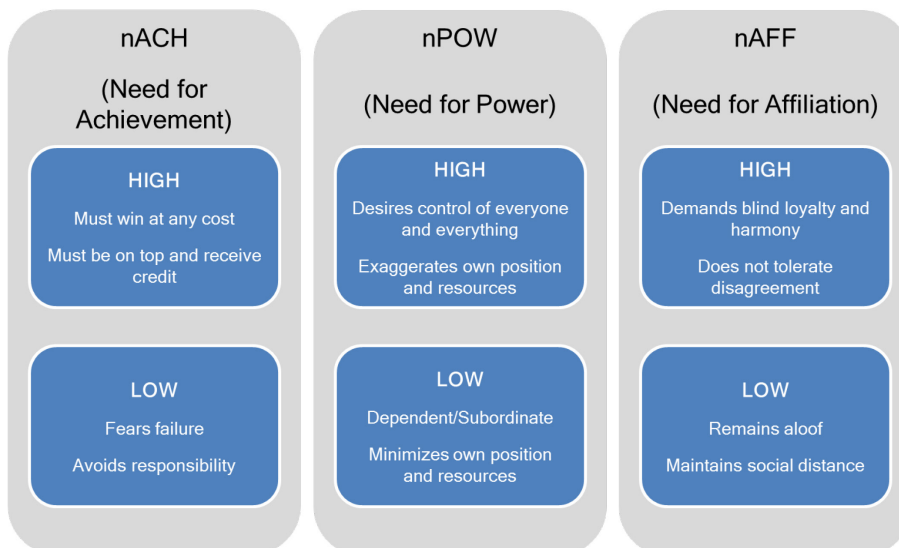 nACH
(Need for
Achievement)
HIGH
Must win at any cost
Must be on top and receive
credit
LOW
Fears failure
Avoids responsibility
nPOW
(Need for Power)
HIGH
Desires control of everyone
and everything
Exaggerates own position
and resources
LOW
Dependent/Subordinate
Minimizes own position
and resources
nAFF
(Need for Affiliation)
HIGH
Demands blind loyalty and
harmony
Does not tolerate
disagreement
LOW
Remains aloof
Maintains social distance